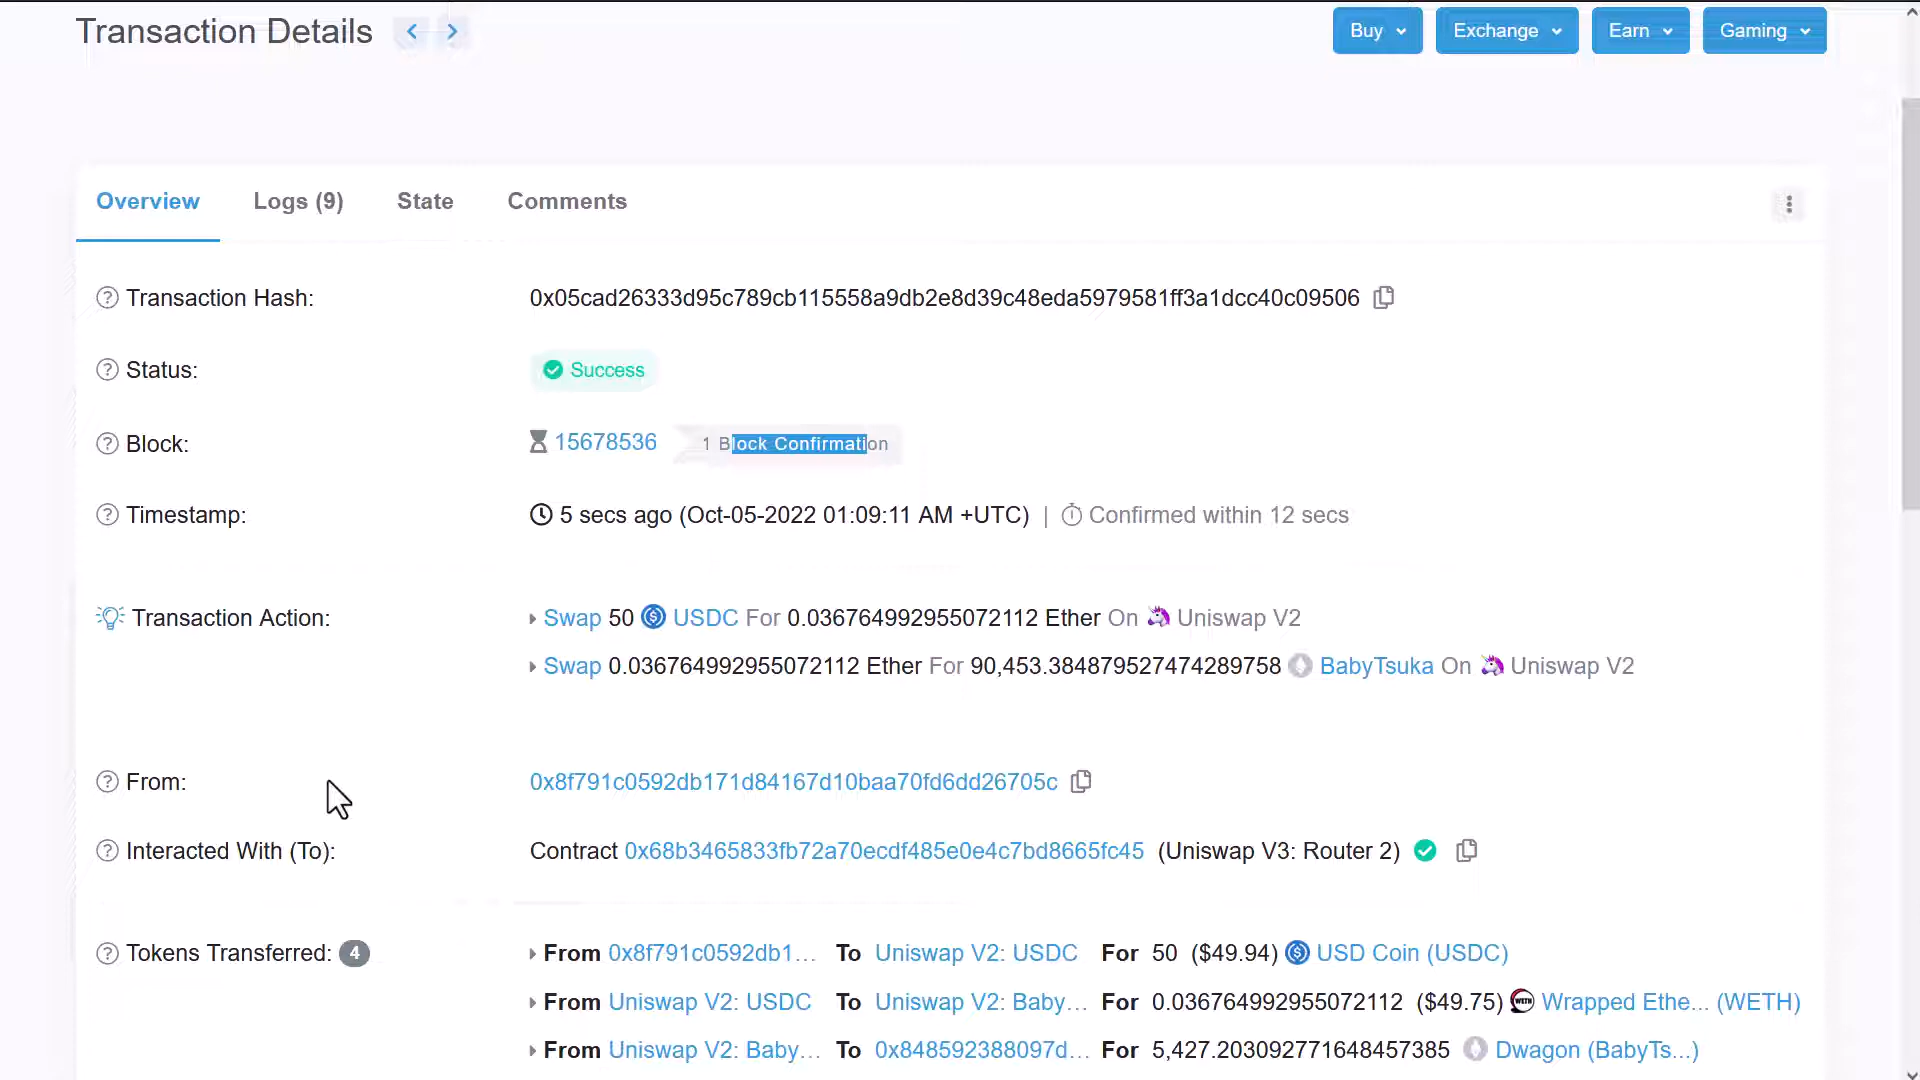 Transaction Details
Buy
Exchange
Earn
Gaming
Overview
Logs (9)
State
Comments
Transaction Hash:
0x05cad26333d95c789cb115558a9db2e8d39c48eda5979581ff3a1dcc40c09506
Status:
Success
Block:
15678536
1 Block Confirmation
Timestamp:
5 secs ago (Oct-05-2022 01:09:11 AM +UTC) | Confirmed within 12 secs
Transaction Action:
Swap 50 USDC For 0.036764992955072112 Ether On Uniswap V2
Swap 0.036764992955072112 Ether For 90,453.384879527474289758 BabyTsuka On Uniswap V2
From:
0x8f791c0592db171d84167d10baa70fd6dd26705c
Interacted With (To):
Contract 0x68b3465833fb72a70ecdf485e0e4c7bd8665fc45 (Uniswap V3: Router 2)
Tokens Transferred: 4
From 0x8f791c0592db1... To Uniswap V2: USDC For 50 ($49.94) USD Coin (USDC)
From Uniswap V2: USDC To Uniswap V2: Baby... For 0.036764992955072112 ($49.75) WETH Wrapped Ethe... (WETH)
From Uniswap V2: Baby... To 0x848592388097d... For 5,427.203092771648457385 Dwagon (BabyTs...)